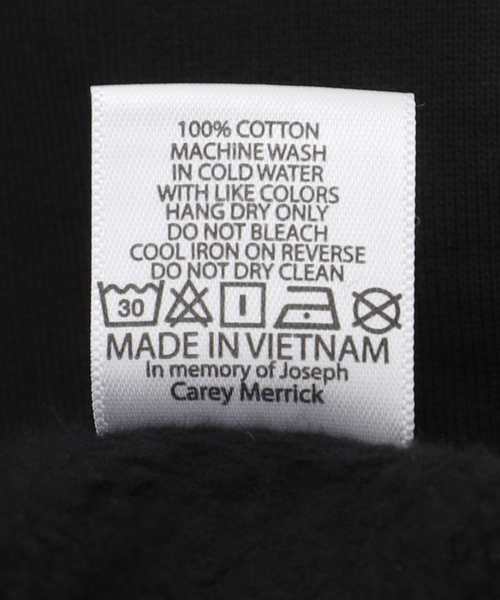 100% COTTON
MACHINE WASH
IN COLD WATER
WITH LIKE COLORS
HANG DRY ONLY
DO NOT BLEACH
COOL IRON ON REVERSE
DO NOT DRY CLEAN
30
MADE IN VIETNAM
In memory of Joseph
Carey Merrick